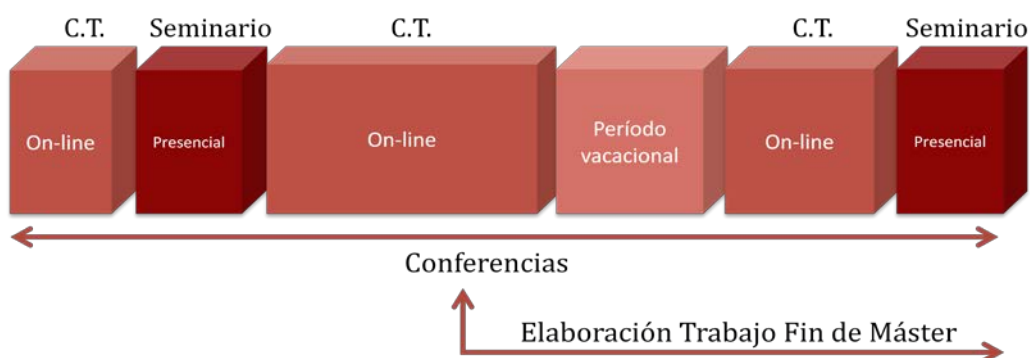 C.T.
Seminario
C.T.
C.T.
Seminario
On-line
Presencial
On-line
Período
vacacional
On-line
Presencial
Conferencias
Elaboración Trabajo Fin de Máster